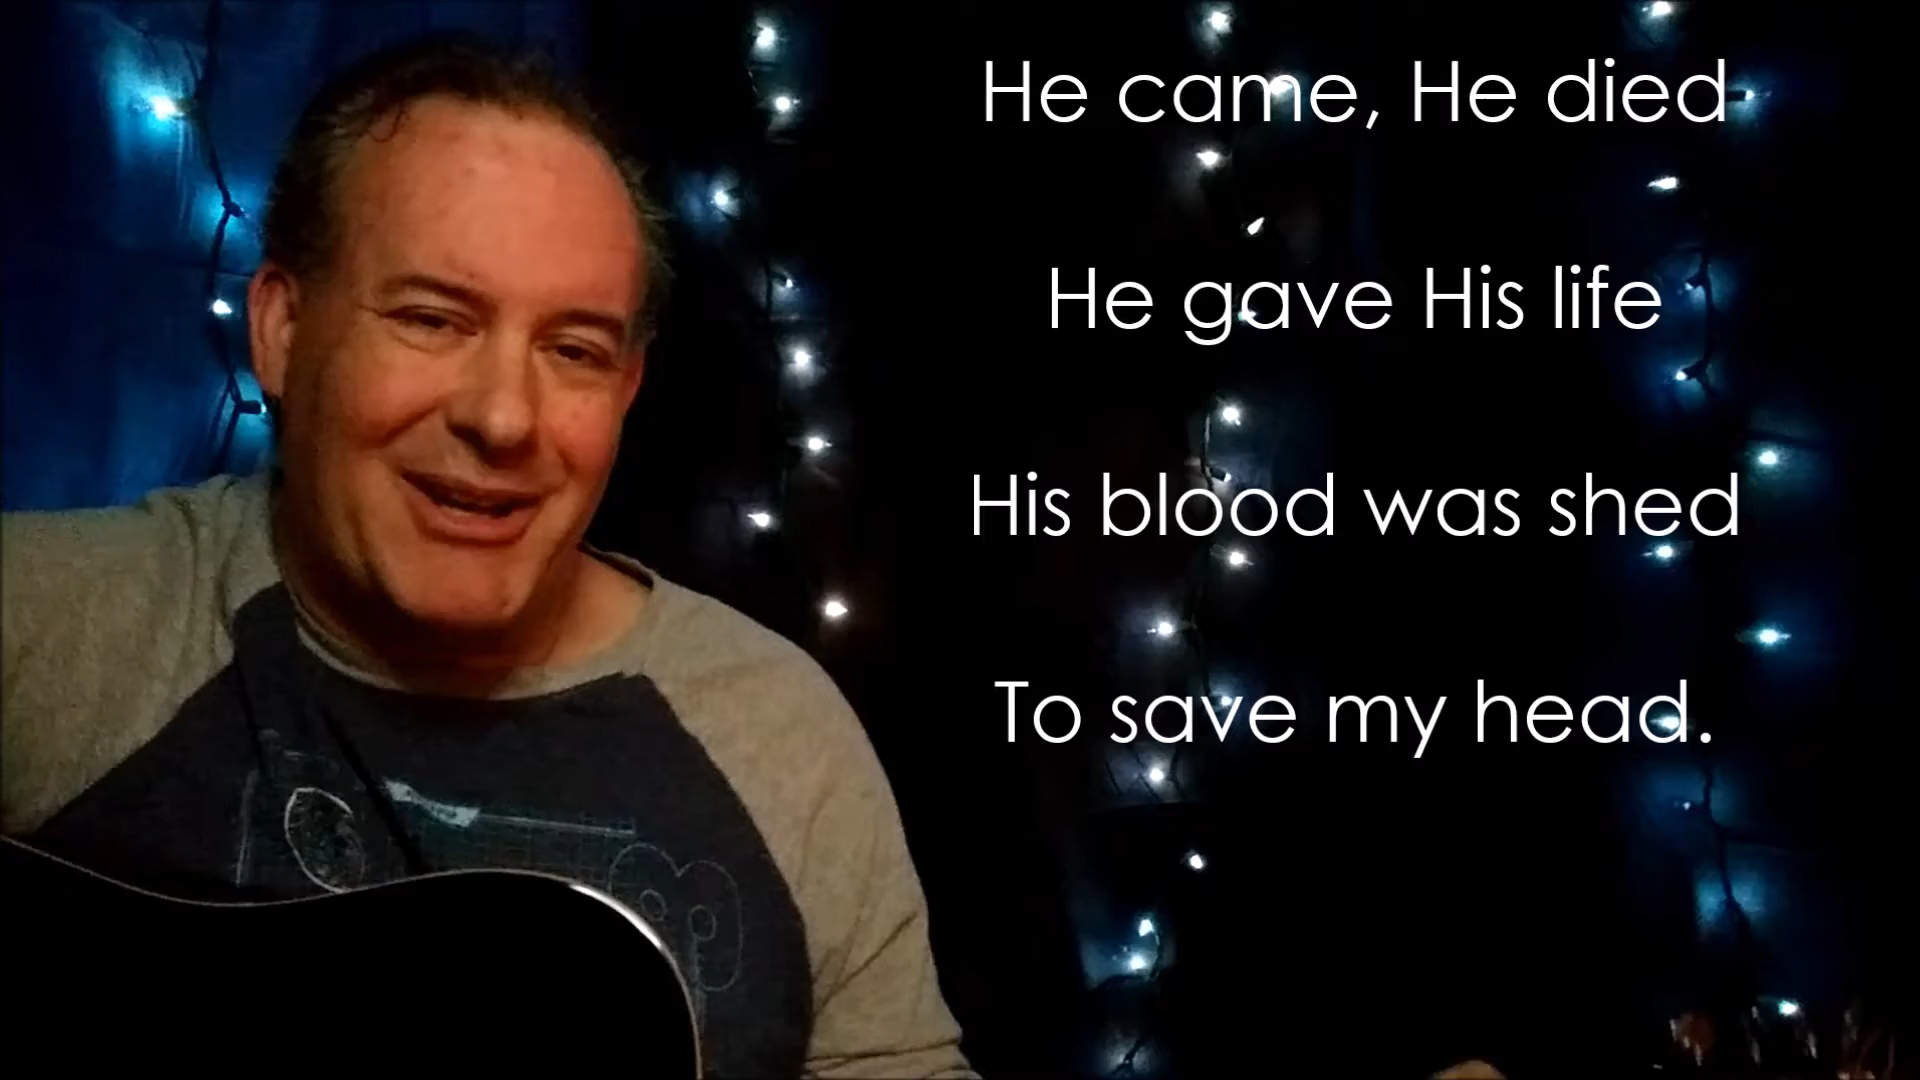 He came, He died
He gave His life
His blood was shed
To save my head.